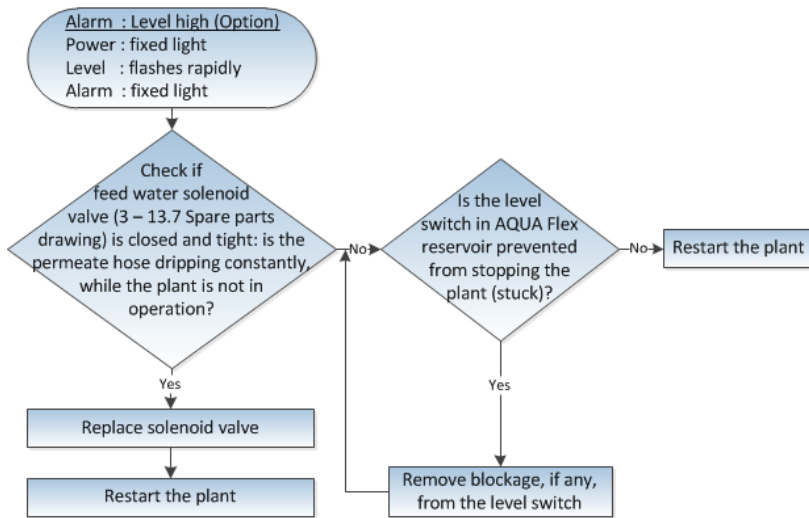 Alarm : Level high (Option)
Power : fixed light
Level : flashes rapidly
Alarm : fixed light
Check if
feed water solenoid
valve (3 – 13.7 Spare parts
drawing) is closed and tight: is the
permeate hose dripping constantly,
while the plant is not in
operation?
No
Is the level
switch in AQUA Flex
reservoir prevented
from stopping the
plant (stuck)?
No
Restart the plant
Yes
Replace solenoid valve
Restart the plant
Yes
Remove blockage, if any,
from the level switch